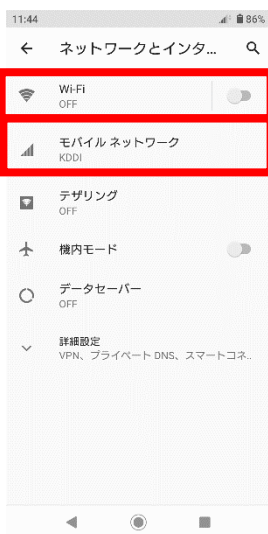 11:44
86%
ネットワークとインタ...
Wi-Fi
OFF
モバイル ネットワーク
KDDI
テザリング
OFF
機内モード
データセーバー
OFF
詳細設定
VPN、プライベート DNS、スマートコネ..